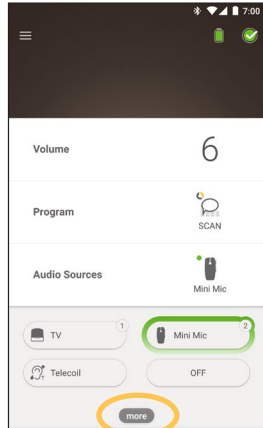 7:00
Volume 6
Program
SCAN
Audio Sources
Mini Mic
TV 1
Mini Mic 2
Telecoil
OFF
more